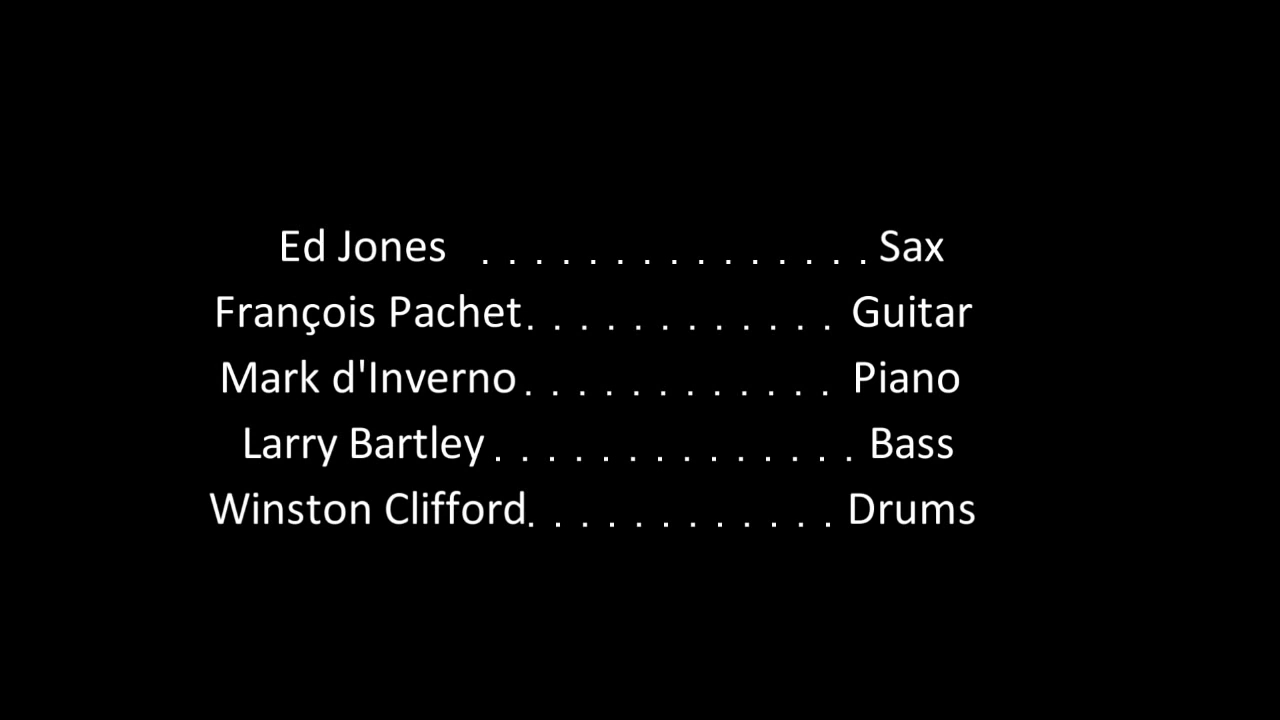 Ed Jones . . . . . . . . . . . . . . . Sax
François Pachet . . . . . . . . . . . . Guitar
Mark d'Inverno . . . . . . . . . . . . Piano
Larry Bartley . . . . . . . . . . . . . . Bass
Winston Clifford . . . . . . . . . . . . Drums